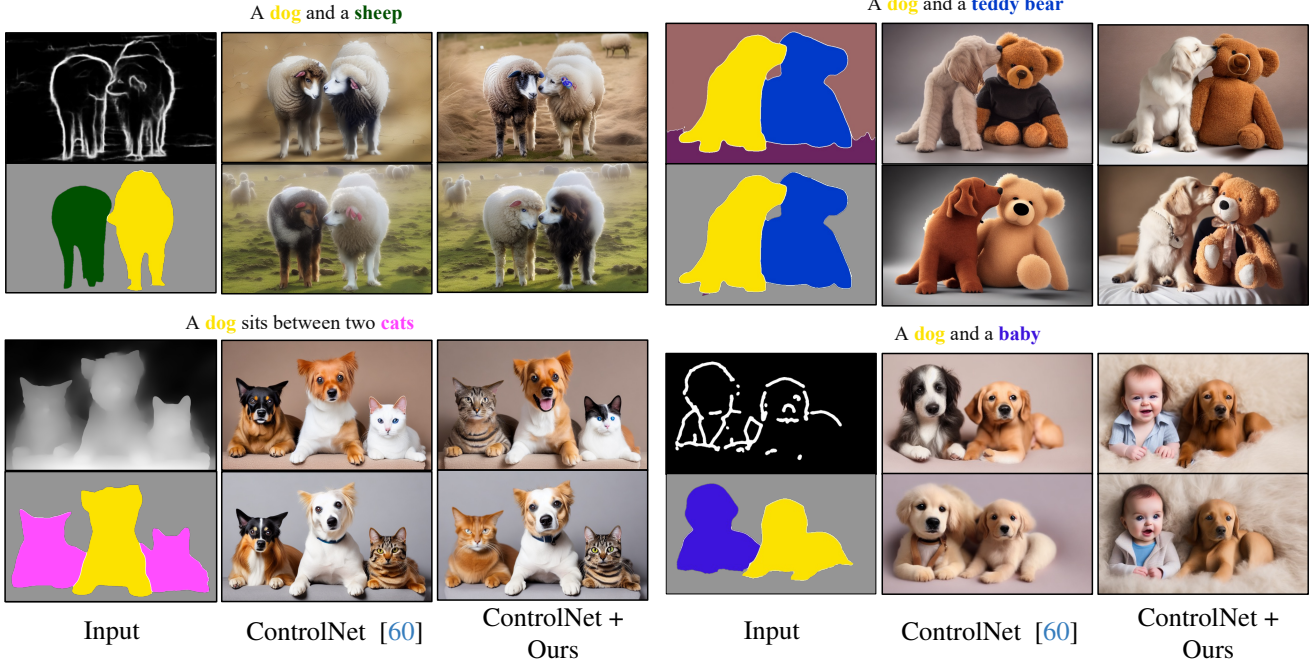 A dog and a sheep
A dog and a teddy bear
A dog sits between two cats
A dog and a baby
Input
ControlNet [60]
ControlNet +
Ours
Input
ControlNet [60]
ControlNet +
Ours